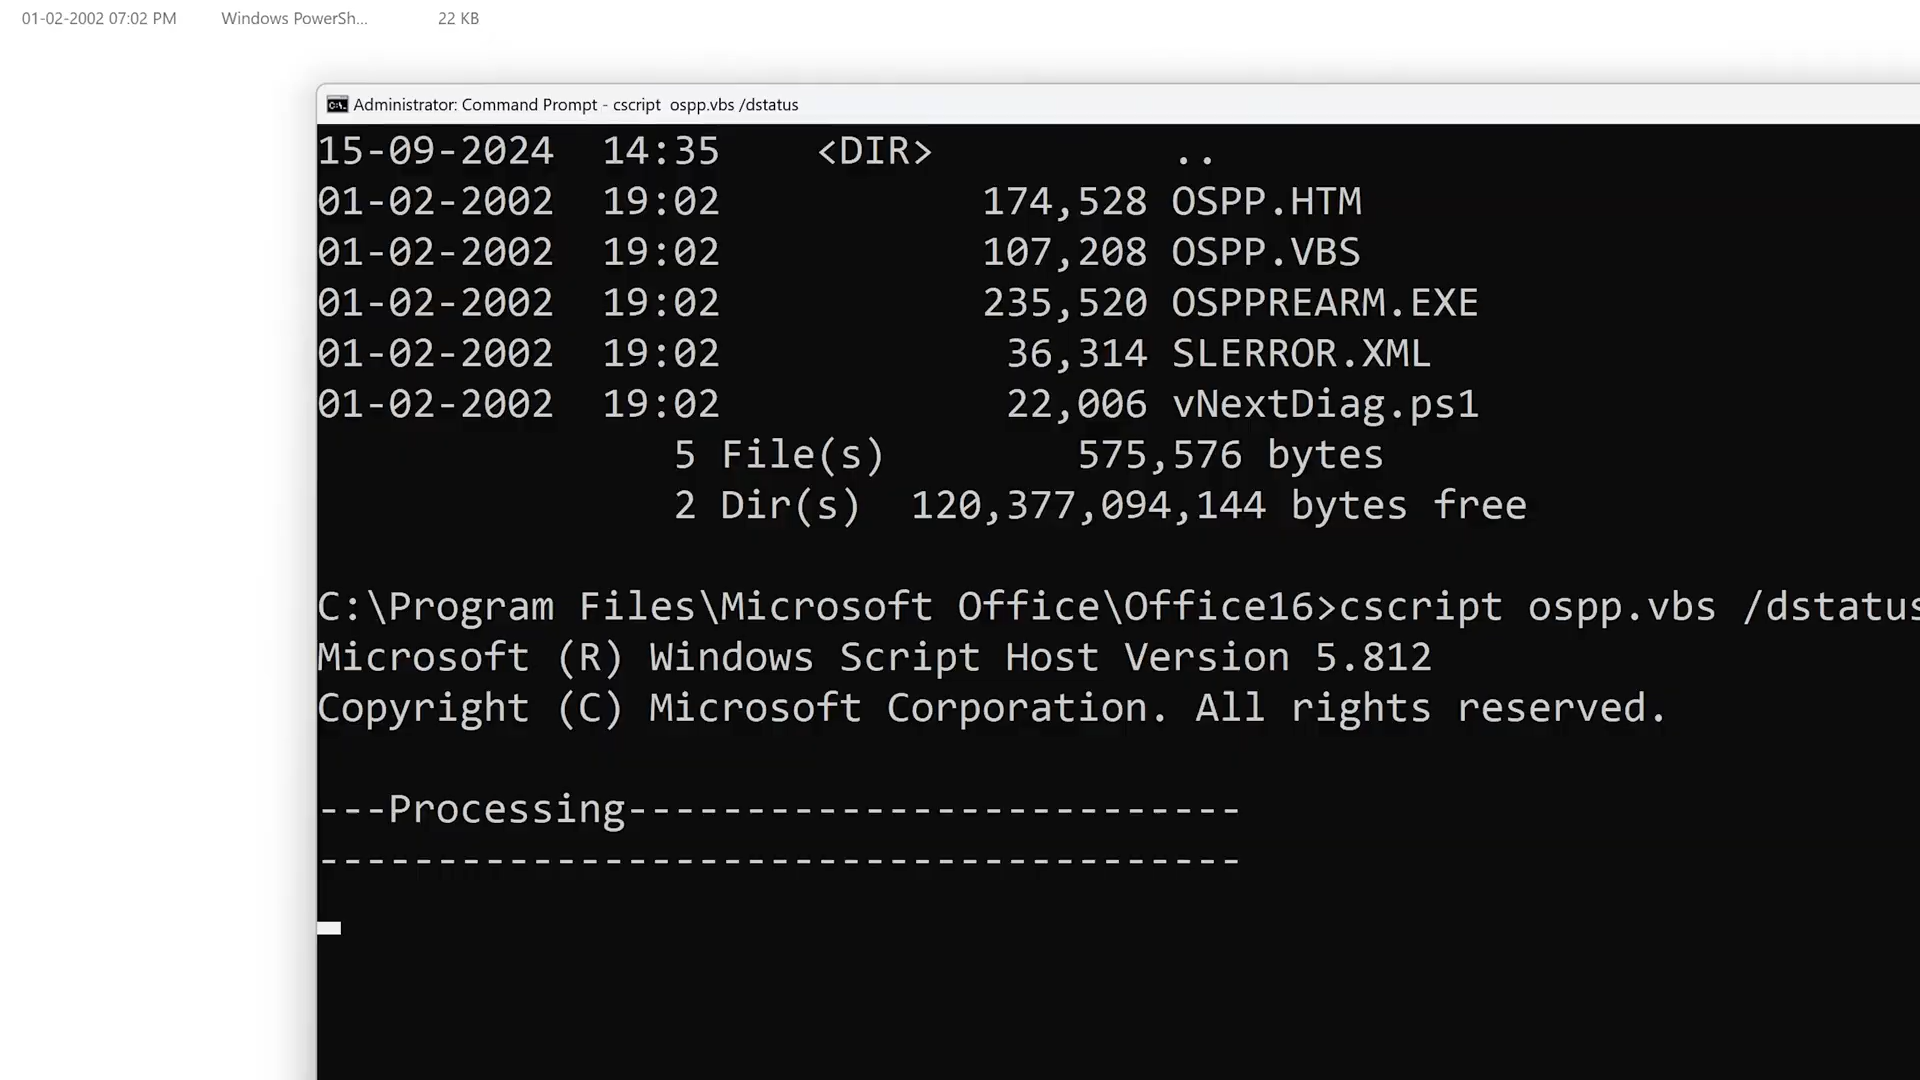 01-02-2002 07:02 PM Windows PowerSh... 22 KB
Administrator: Command Prompt - cscript ospp.vbs /dstatus
15-09-2024 14:35 <DIR> ..
01-02-2002 19:02 174,528 OSPP.HTM
01-02-2002 19:02 107,208 OSPP.VBS
01-02-2002 19:02 235,520 OSPPREARM.EXE
01-02-2002 19:02 36,314 SLERROR.XML
01-02-2002 19:02 22,006 vNextDiag.ps1
5 File(s) 575,576 bytes
2 Dir(s) 120,377,094,144 bytes free
C:\Program Files\Microsoft Office\Office16>cscript ospp.vbs /dstatus
Microsoft (R) Windows Script Host Version 5.812
Copyright (C) Microsoft Corporation. All rights reserved.
---Processing--------------------------
---------------------------------------